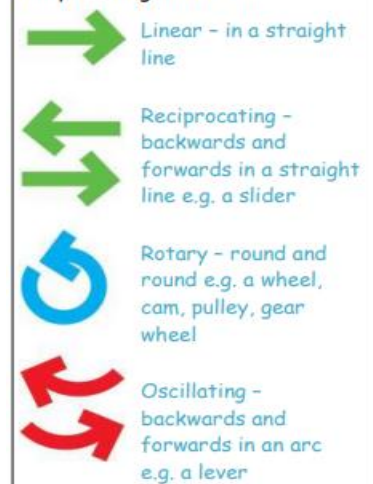 Linear – in a straight
line
Reciprocating –
backwards and
forwards in a straight
line e.g. a slider
Rotary – round and
round e.g. a wheel,
cam, pulley, gear
wheel
Oscillating –
backwards and
forwards in an arc
e.g. a lever